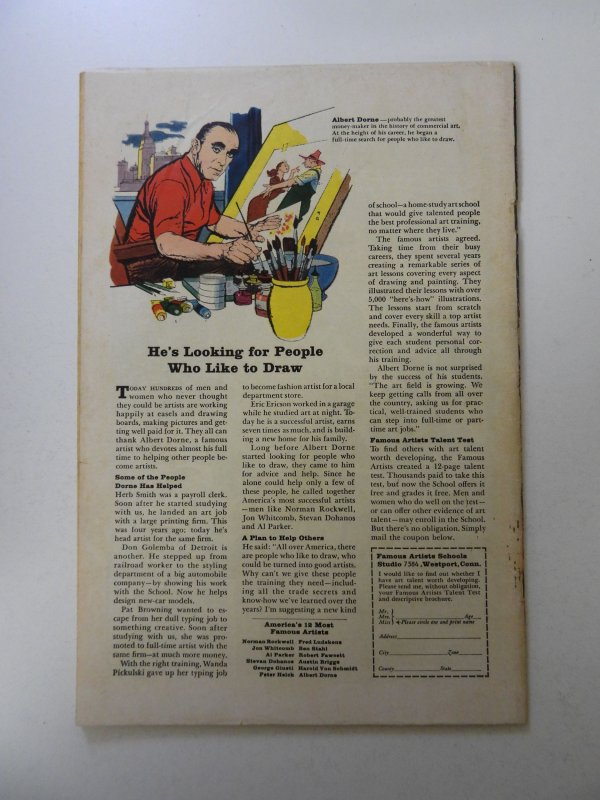 Albert Dorne — probably the greatest
money-maker in the history of commercial art.
At the height of his career, he began a
full-time search for people who like to draw.
He's Looking for People
Who Like to Draw
TODAY HUNDREDS of men and
women who never thought
they could be artists are working
happily at easels and drawing
boards, making pictures and get-
ting well paid for it. They all can
thank Albert Dorne, a famous
artist who devotes almost his full
time to helping other people be-
come artists.
Some of the People
Dorne Has Helped
Herb Smith was a payroll clerk.
Soon after he started studying
with us, he landed an art job
with a large printing firm. This
was four years ago; today he's
head artist for the same firm.
Don Golemba of Detroit is
another. He stepped up from
railroad worker to the styling
department of a big automobile
company—by showing his work
with the School. Now he helps
design new-car models.
Pat Browning wanted to es-
cape from her dull typing job to
something creative. Soon after
studying with us, she was pro-
moted to full-time artist with the
same firm—at much more money.
With the right training, Wanda
Pickulski gave up her typing job
to become fashion artist for a local
department store.
Eric Ericson worked in a garage
while he studied art at night. To-
day he is a successful artist, earns
seven times as much, and is build-
ing a new home for his family.
Long before Albert Dorne
started looking for people who
like to draw, they came to him
for advice and help. Since he
alone could help only a few of
these people, he called together
America's most successful artists
—men like Norman Rockwell,
Jon Whitcomb, Stevan Dohanos
and Al Parker.
A Plan to Help Others
He said: "All over America, there
are people who like to draw, who
could be turned into good artists.
Why can't we give these people
the training they need—includ-
ing all the trade secrets and
know-how we've learned over the
years? I'm suggesting a new kind
America's 12 Most
Famous Artists
Norman Rockwell Fred Ludekens
Jon Whitcomb Ben Stahl
Al Parker Robert Fawcett
Stevan Dohanos Austin Briggs
George Giusti Harold Von Schmidt
Peter Helck Albert Dorne
of school—a home-study art school
that would give talented people
the best professional art training,
no matter where they live."
The famous artists agreed.
Taking time from their busy
careers, they spent several years
creating a remarkable series of
art lessons covering every aspect
of drawing and painting. They
illustrated their lessons with over
5,000 "here's-how" illustrations.
The lessons start from scratch
and cover every skill a top artist
needs. Finally, the famous artists
developed a wonderful way to
give each student personal cor-
rection and advice all through
his training.
Albert Dorne is not surprised
by the success of his students.
"The art field is growing. We
keep getting calls from all over
the country, asking us for prac-
tical, well-trained students who
can step into full-time or part-
time art jobs."
Famous Artists Talent Test
To find others with art talent
worth developing, the Famous
Artists created a 12-page talent
test. Thousands paid to take this
test, but now the School offers it
free and grades it free. Men and
women who do well on the test—
or can offer other evidence of art
talent—may enroll in the School.
But there's no obligation. Simply
mail the coupon below.
Famous Artists Schools
Studio 7384, Westport, Conn.
I would like to find out whether I
have art talent worth developing.
Please send me, without obligation,
your Famous Artists Talent Test
and descriptive brochure.
Mr.
Mrs. Age
Miss Please circle one and print name
Address
City Zone
County State